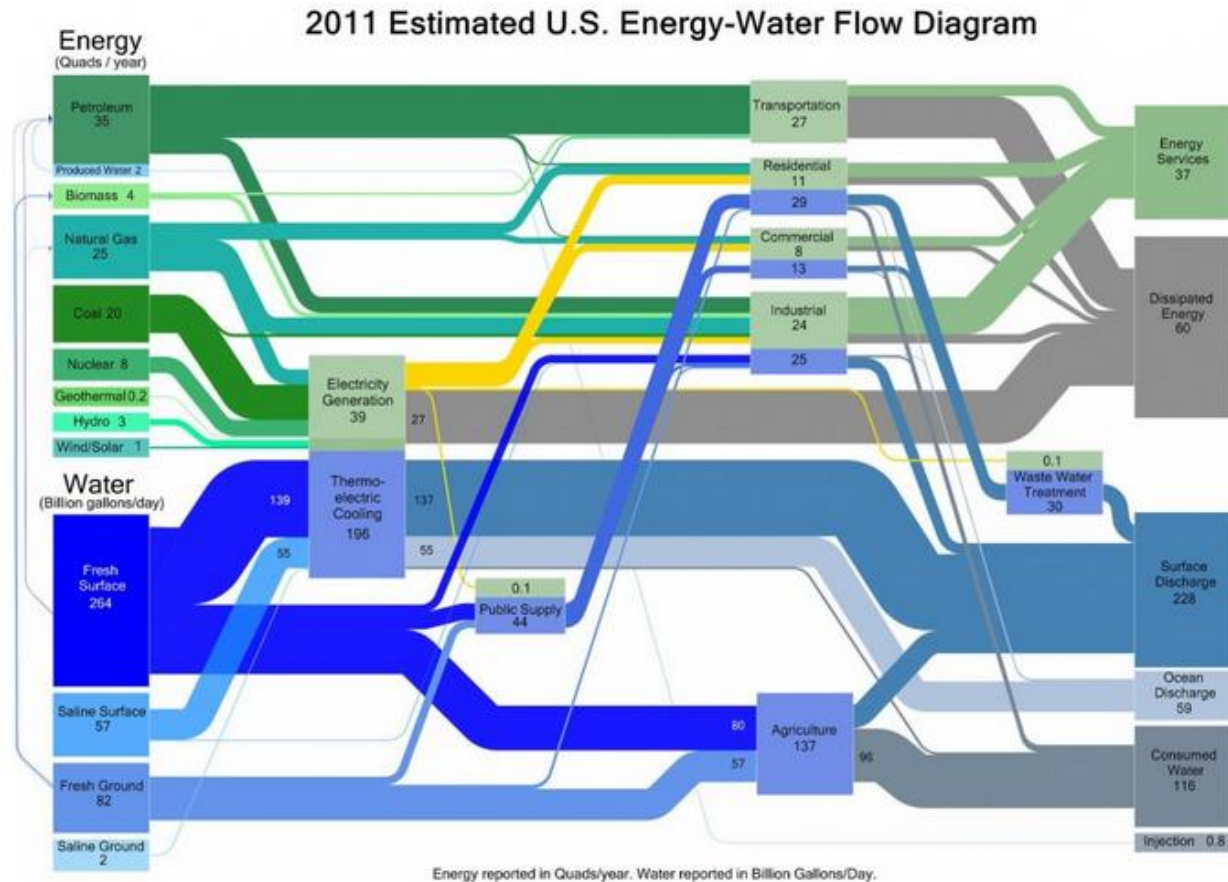 2011 Estimated U.S. Energy-Water Flow Diagram
Energy
(Quads / year)
Petroleum
35
Produced Water 2
Biomass 4
Natural Gas
25
Coal 20
Nuclear 8
Geothermal 0.2
Hydro 3
Wind/Solar 1
Water
(Billion gallons/day)
Fresh
Surface
264
Saline Surface
57
Fresh Ground
82
Saline Ground
2
Electricity
Generation
39
27
139
55
Thermo-
electric
Cooling
196
137
55
0.1
Public Supply
44
Transportation
27
Residential
11
29
Commercial
8
13
Industrial
24
25
80
57
Agriculture
137
96
0.1
Waste Water
Treatment
30
Energy
Services
37
Dissipated
Energy
60
Surface
Discharge
228
Ocean
Discharge
59
Consumed
Water
116
Injection 0.8
Energy reported in Quads/year. Water reported in Billion Gallons/Day.